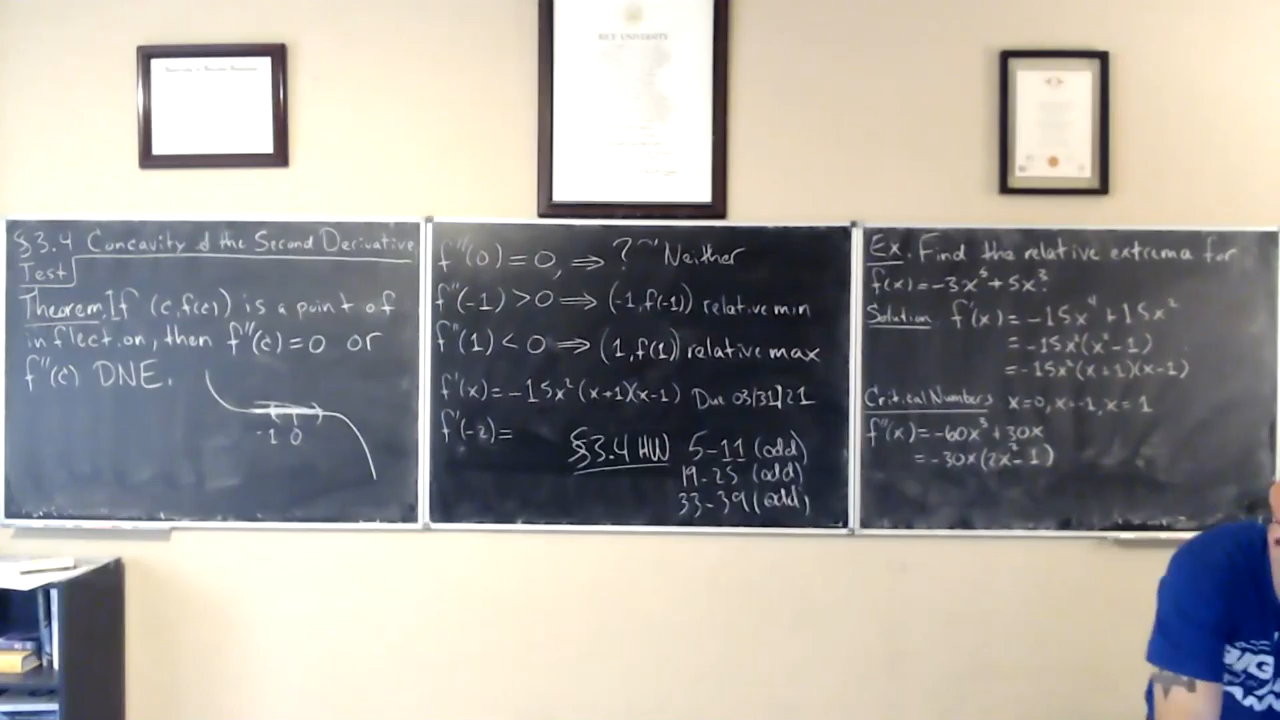 RICE UNIVERSITY
§3.4 Concavity & the Second Derivative
Test
Theorem. If (c, f(c)) is a point of
inflection, then f''(c) = 0 or
f''(c) DNE.
-1 0
f''(0) = 0, ⇒ ? ~ Neither
f''(-1) > 0 ⇒ (-1, f(-1)) relative min
f''(1) < 0 ⇒ (1, f(1)) relative max
f'(x) = -15x²(x+1)(x-1) Due 03/31/21
f'(-2) =
§3.4 HW 5-11 (odd)
19-25 (odd)
33-39 (odd)
Ex. Find the relative extrema for
f(x) = -3x⁵ + 5x³.
Solution f'(x) = -15x⁴ + 15x²
= -15x²(x² - 1)
= -15x²(x+1)(x-1)
Critical Numbers x=0, x=-1, x=1
f''(x) = -60x³ + 30x
= -30x(2x² - 1)